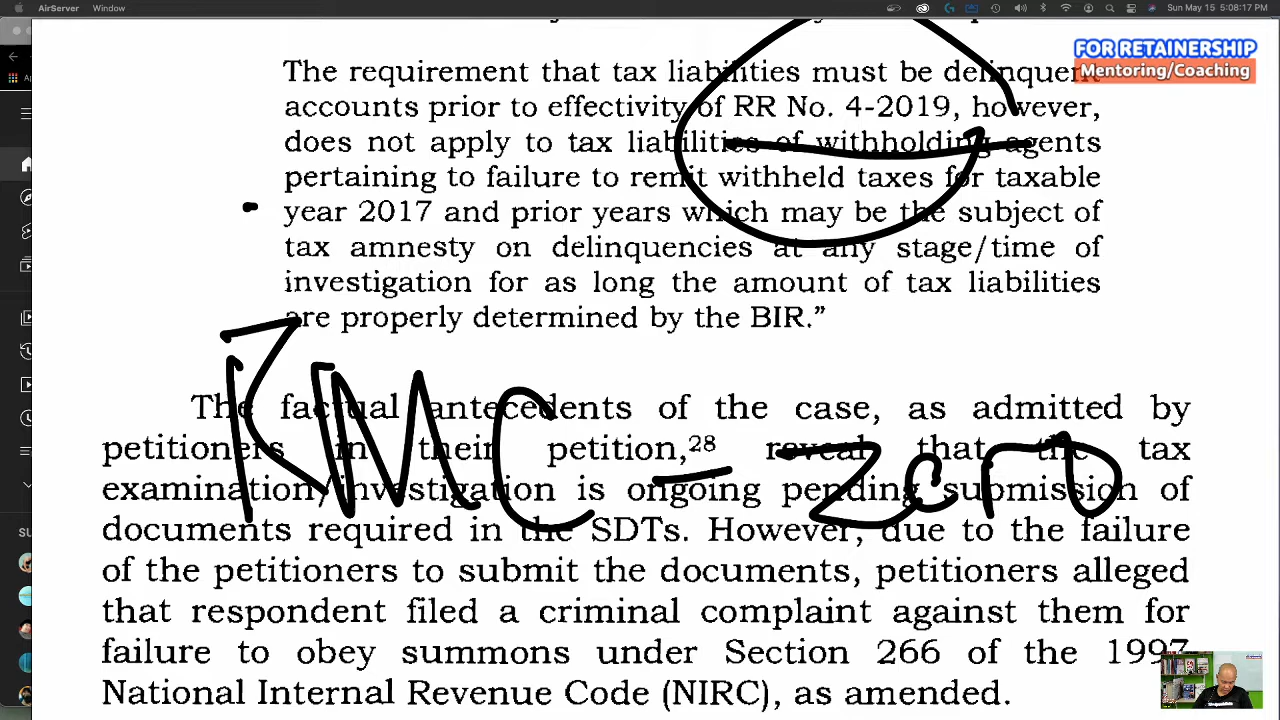 AirServer Window
Sun May 15 5:08:17 PM
FOR RETAINERSHIP
Mentoring/Coaching
The requirement that tax liabilities must be delinquent
accounts prior to effectivity of RR No. 4-2019, however,
does not apply to tax liabilities of withholding agents
pertaining to failure to remit withheld taxes for taxable
year 2017 and prior years which may be the subject of
tax amnesty on delinquencies at any stage/time of
investigation for as long the amount of tax liabilities
are properly determined by the BIR.”
RMC - zero
The factual antecedents of the case, as admitted by
petitioners in their petition,28 reveal that the tax
examination/investigation is ongoing pending submission of
documents required in the SDTs. However, due to the failure
of the petitioners to submit the documents, petitioners alleged
that respondent filed a criminal complaint against them for
failure to obey summons under Section 266 of the 1997
National Internal Revenue Code (NIRC), as amended.